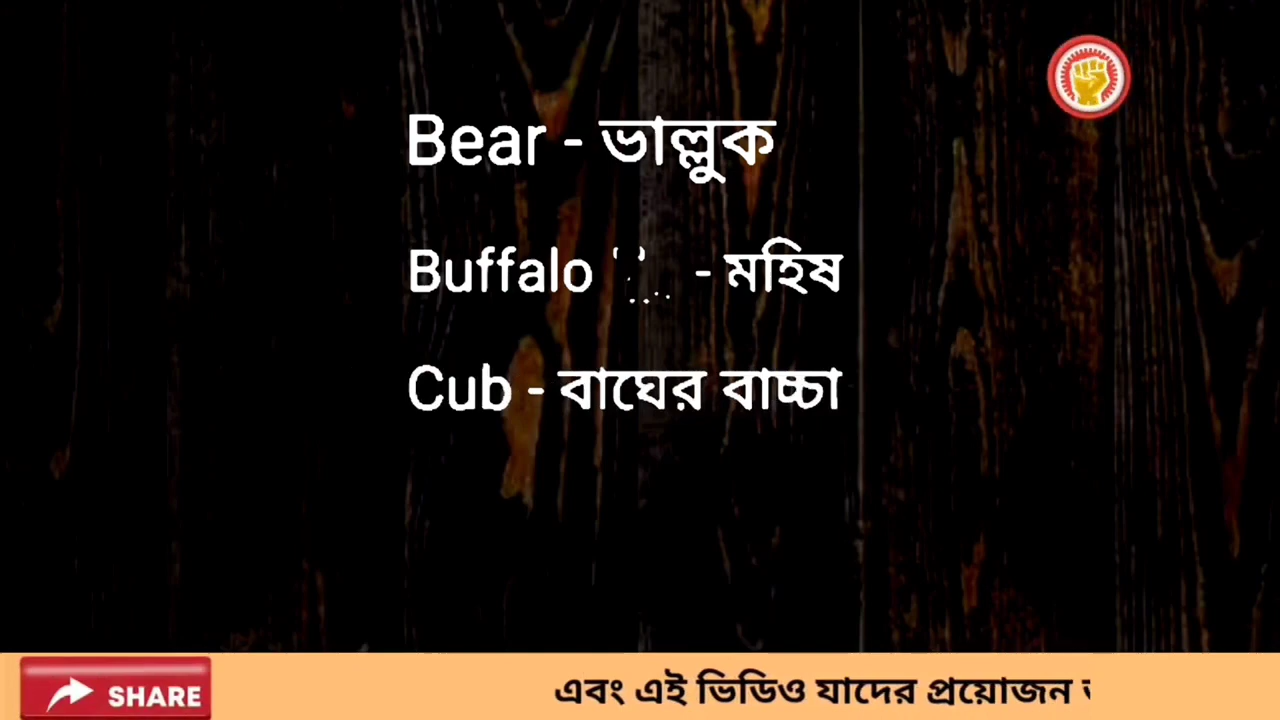 Bear - ভাল্লুক
Buffalo - মহিষ
Cub - বাঘের বাচ্চা
SHARE
এবং এই ভিডিও যাদের প্রয়োজন